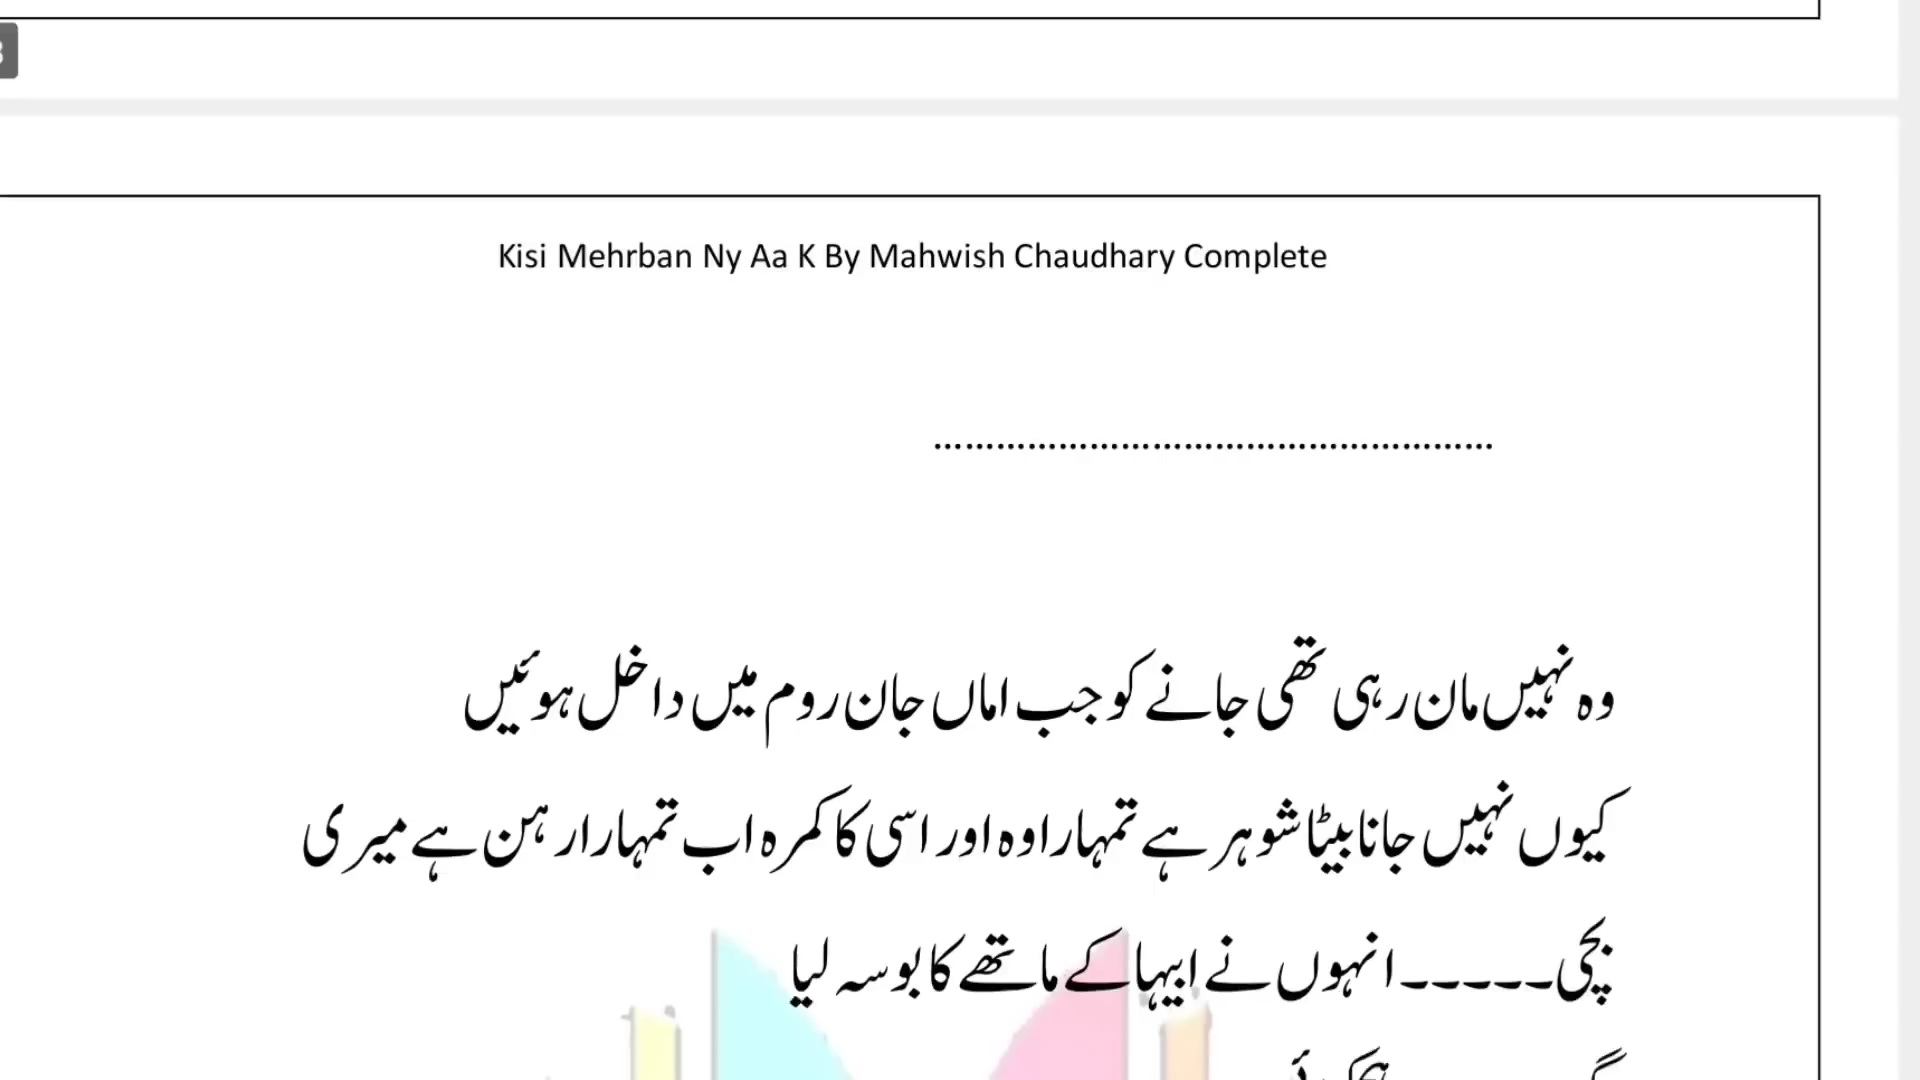 Kisi Mehrban Ny Aa K By Mahwish Chaudhary Complete
......................................................
وہ نہیں مان رہی تھی جانے کو جب اماں جان روم میں داخل ہوئیں
کیوں نہیں جانا بیٹا شوہر ہے تمہارا وہ اور اسی کا کمرہ اب تمہارا رہن ہے میری
بچی۔۔۔۔۔ انہوں نے ابیہا کے ماتھے کا بوسہ لیا